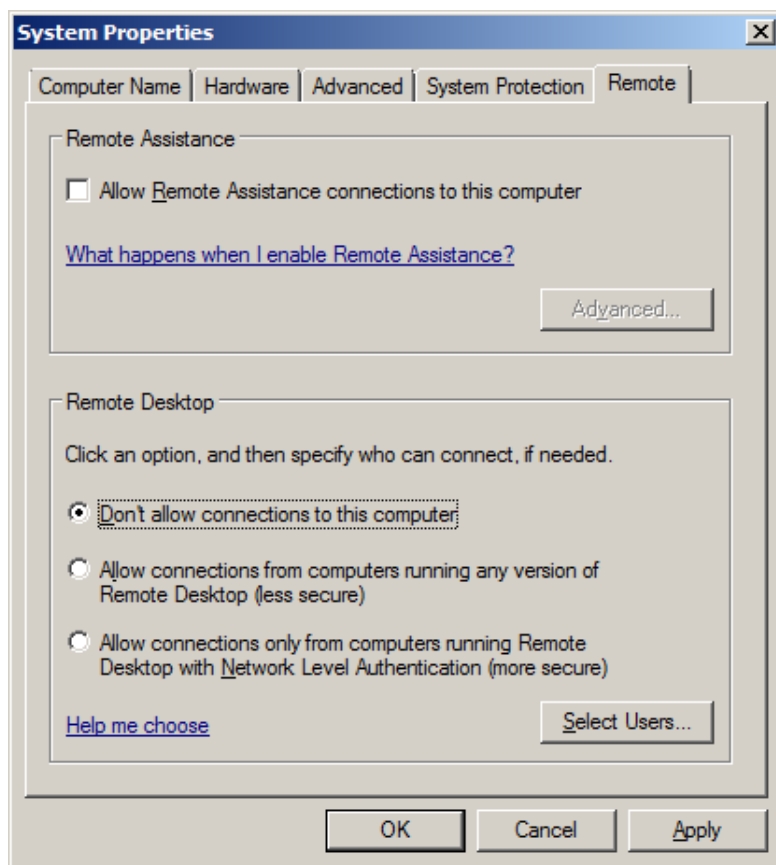 System Properties
Computer Name Hardware Advanced System Protection Remote
Remote Assistance
Allow Remote Assistance connections to this computer
What happens when I enable Remote Assistance?
Advanced...
Remote Desktop
Click an option, and then specify who can connect, if needed.
Don't allow connections to this computer
Allow connections from computers running any version of
Remote Desktop (less secure)
Allow connections only from computers running Remote
Desktop with Network Level Authentication (more secure)
Help me choose
Select Users...
OK Cancel Apply